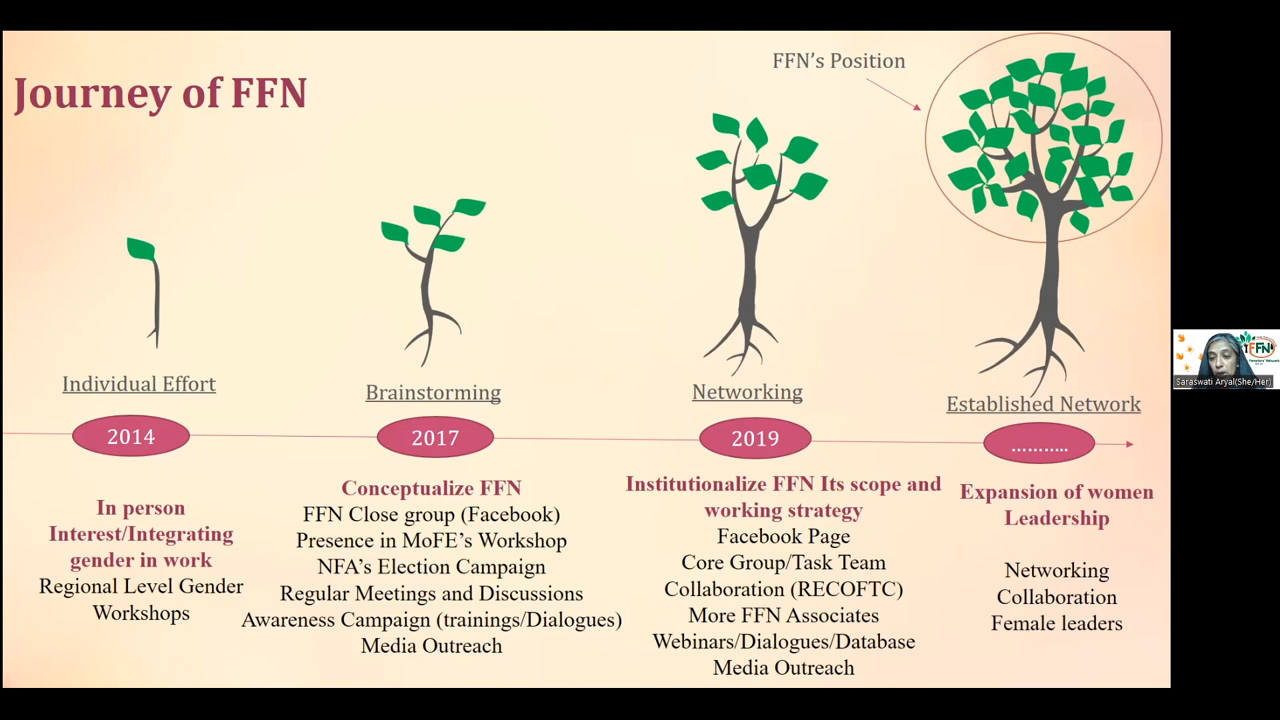 Journey of FFN
FFN's Position
Individual Effort
2014
In person
Interest/Integrating
gender in work
Regional Level Gender
Workshops
Brainstorming
2017
Conceptualize FFN
FFN Close group (Facebook)
Presence in MoFE's Workshop
NFA's Election Campaign
Regular Meetings and Discussions
Awareness Campaign (trainings/Dialogues)
Media Outreach
Networking
2019
Institutionalize FFN Its scope and
working strategy
Facebook Page
Core Group/Task Team
Collaboration (RECOFTC)
More FFN Associates
Webinars/Dialogues/Database
Media Outreach
Established Network
...........
Expansion of women
Leadership
Networking
Collaboration
Female leaders
FFN
Saraswati Aryal(She/Her)